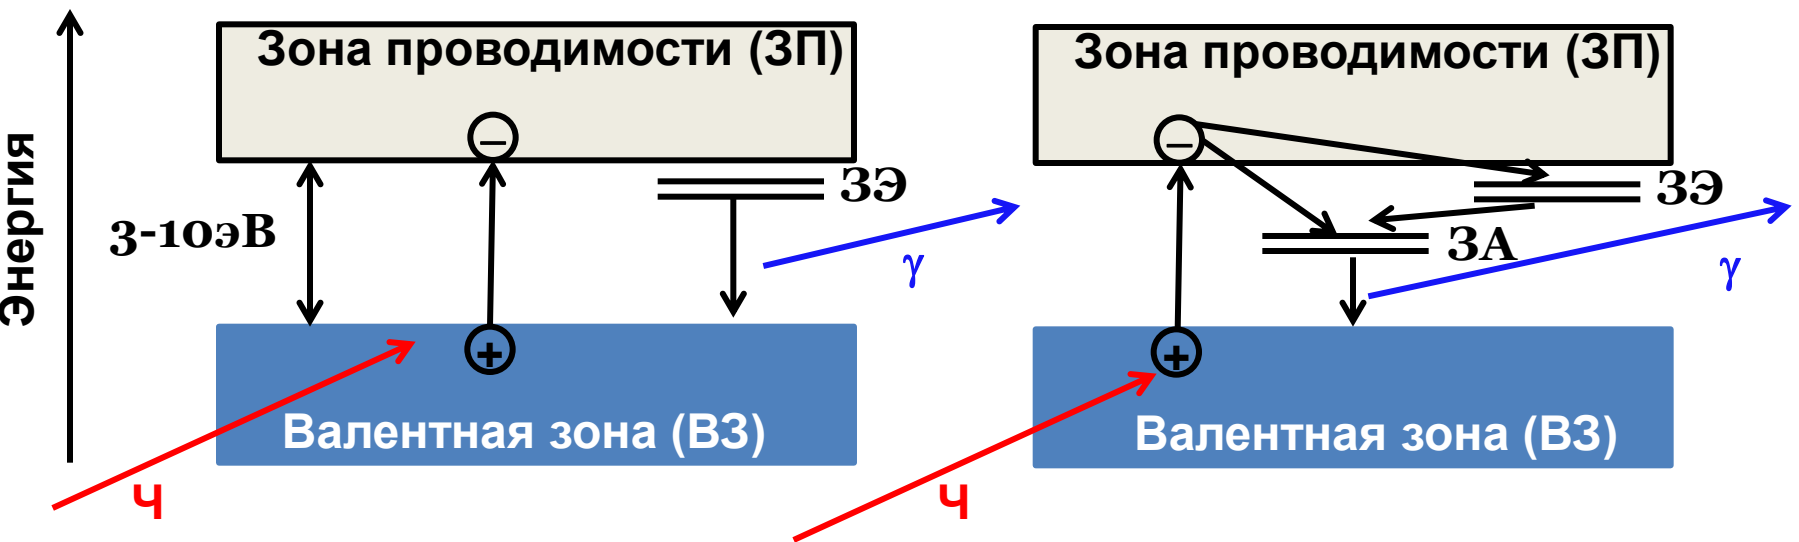 Энергия
Зона проводимости (ЗП)
–
3-10эВ
ЗЭ
γ
+
Валентная зона (ВЗ)
Ч
Зона проводимости (ЗП)
–
ЗЭ
ЗА
γ
+
Валентная зона (ВЗ)
Ч